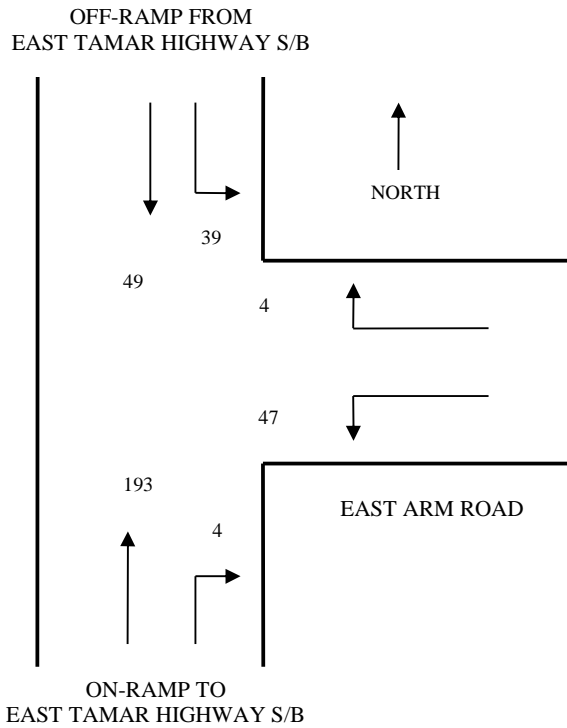 OFF-RAMP FROM
EAST TAMAR HIGHWAY S/B
NORTH
39
49
4
47
193
4
EAST ARM ROAD
ON-RAMP TO
EAST TAMAR HIGHWAY S/B